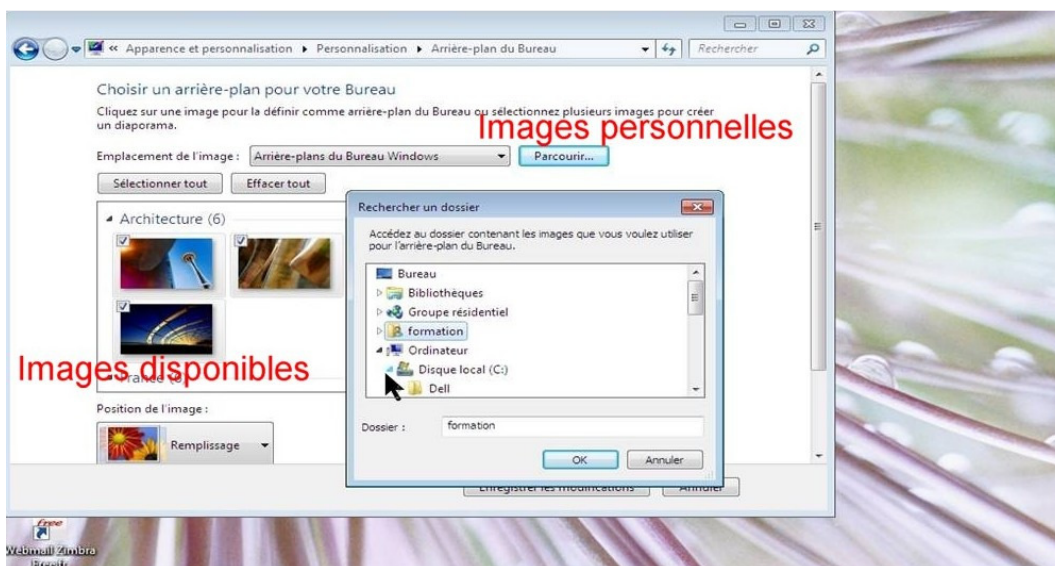 « Apparence et personnalisation ▸ Personnalisation ▸ Arrière-plan du Bureau
Rechercher
Choisir un arrière-plan pour votre Bureau
Cliquez sur une image pour la définir comme arrière-plan du Bureau ou sélectionnez plusieurs images pour créer
un diaporama.
Images personnelles
Emplacement de l'image :
Arrière-plans du Bureau Windows
Parcourir...
Sélectionner tout
Effacer tout
Architecture (6)
Rechercher un dossier
Accédez au dossier contenant les images que vous voulez utiliser
pour l'arrière-plan du Bureau.
Bureau
Bibliothèques
Groupe résidentiel
formation
Ordinateur
Disque local (C:)
Dell
Images disponibles
France (6)
Position de l'image :
Remplissage
Dossier :
formation
OK
Annuler
Enregistrer les modifications
Annuler
free
Webmail Zimbra